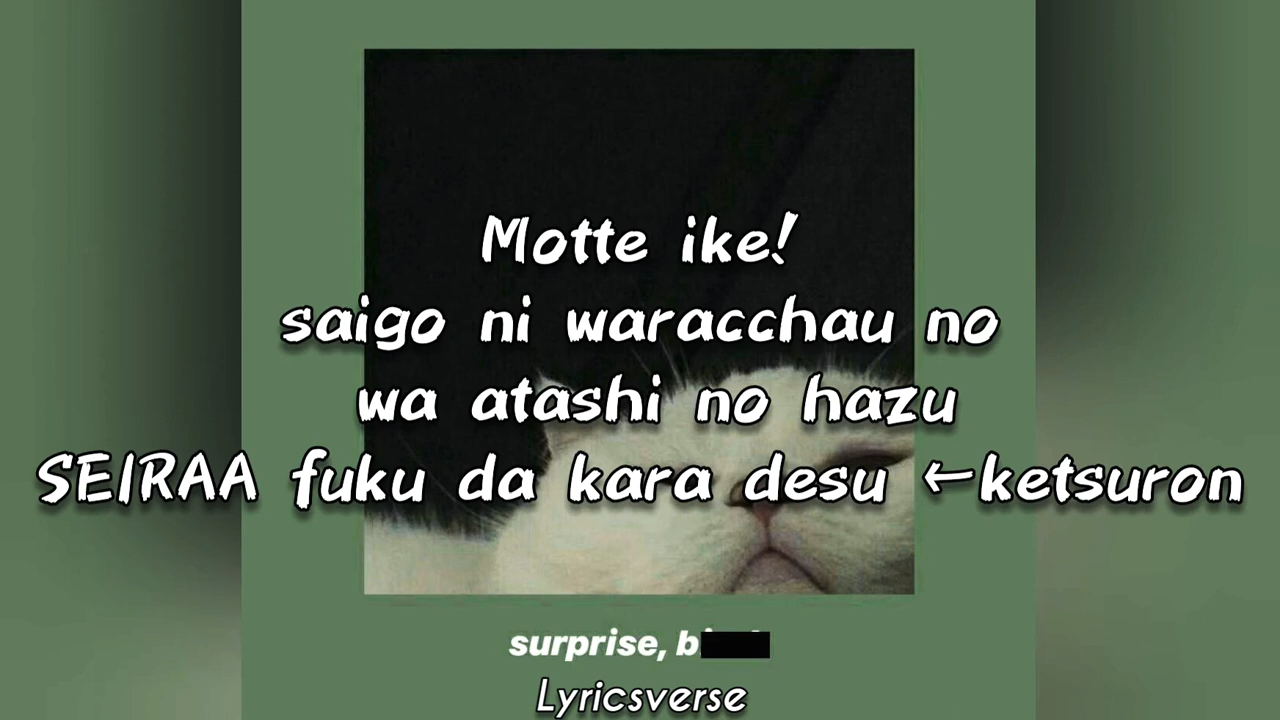 Motte ike!
saigo ni waracchau no
wa atashi no hazu
SEIRAA fuku da kara desu ←ketsuron
surprise, b
Lyricsverse